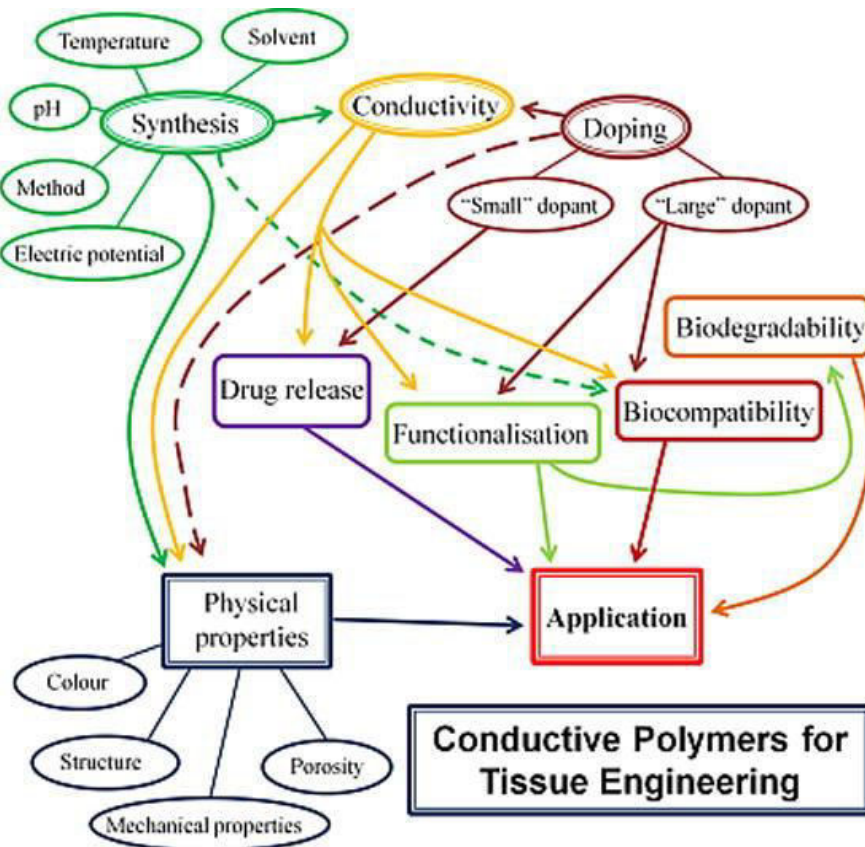 Temperature
Solvent
pH
Synthesis
Conductivity
Doping
Method
"Small" dopant
"Large" dopant
Electric potential
Biodegradability
Drug release
Functionalisation
Biocompatibility
Physical
properties
Application
Colour
Structure
Porosity
Mechanical properties
Conductive Polymers for
Tissue Engineering